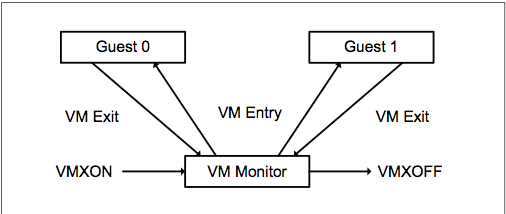 Guest 0
Guest 1
VM Exit
VM Entry
VM Exit
VMXON
VM Monitor
VMXOFF